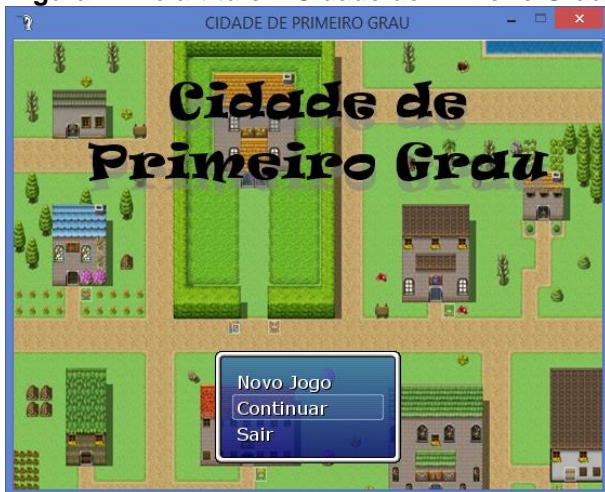 CIDADE DE PRIMEIRO GRAU
Cidade de
Primeiro Grau
Novo Jogo
Continuar
Sair